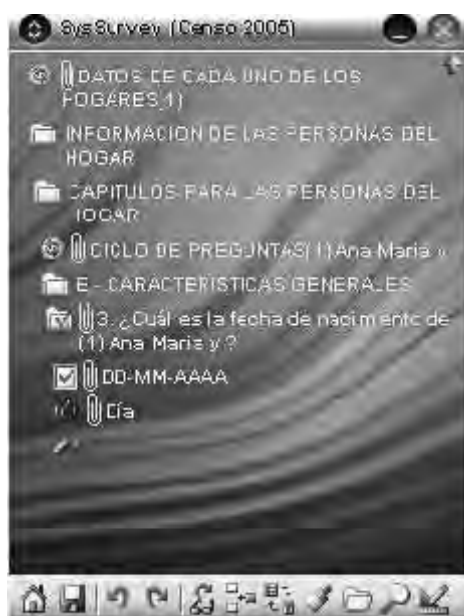 SysSurvey (Censo 2005)
DATOS DE CADA UNO DE LOS
HOGARES(1)
INFORMACION DE LAS PERSONAS DEL
HOGAR
CAPITULOS PARA LAS PERSONAS DEL
HOGAR
CICLO DE PREGUNTAS(1)Ana Maria
E - CARACTERISTICAS GENERALES
3. ¿Cuál es la fecha de nacimiento de
(1) Ana Maria y ?
DD-MM-AAAA
Día